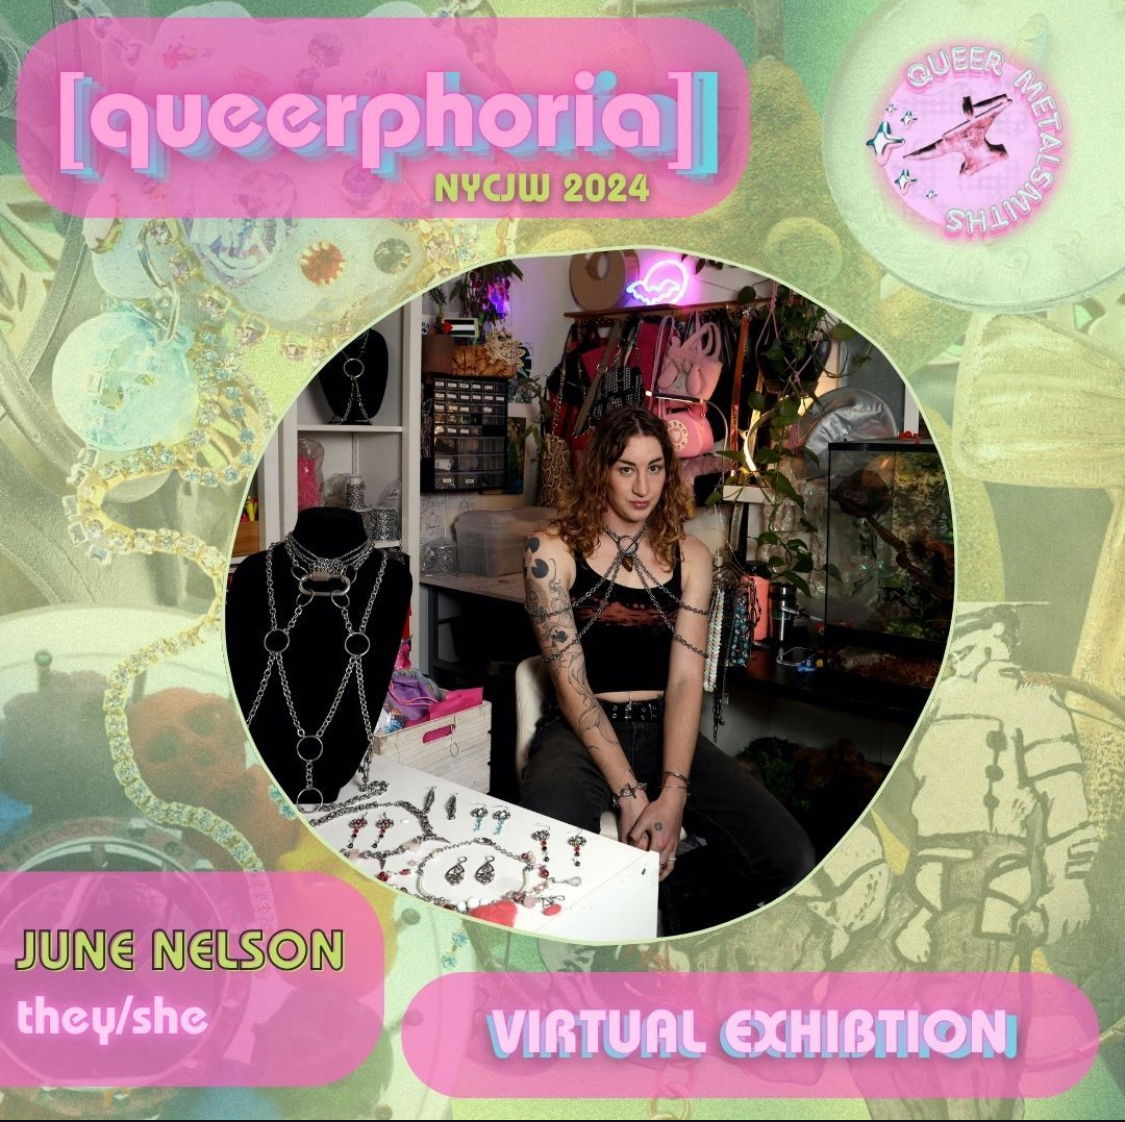 [queerphoria]
NYCJW 2024
QUEER METALSMITHS
JUNE NELSON
they/she
VIRTUAL EXHIBTION